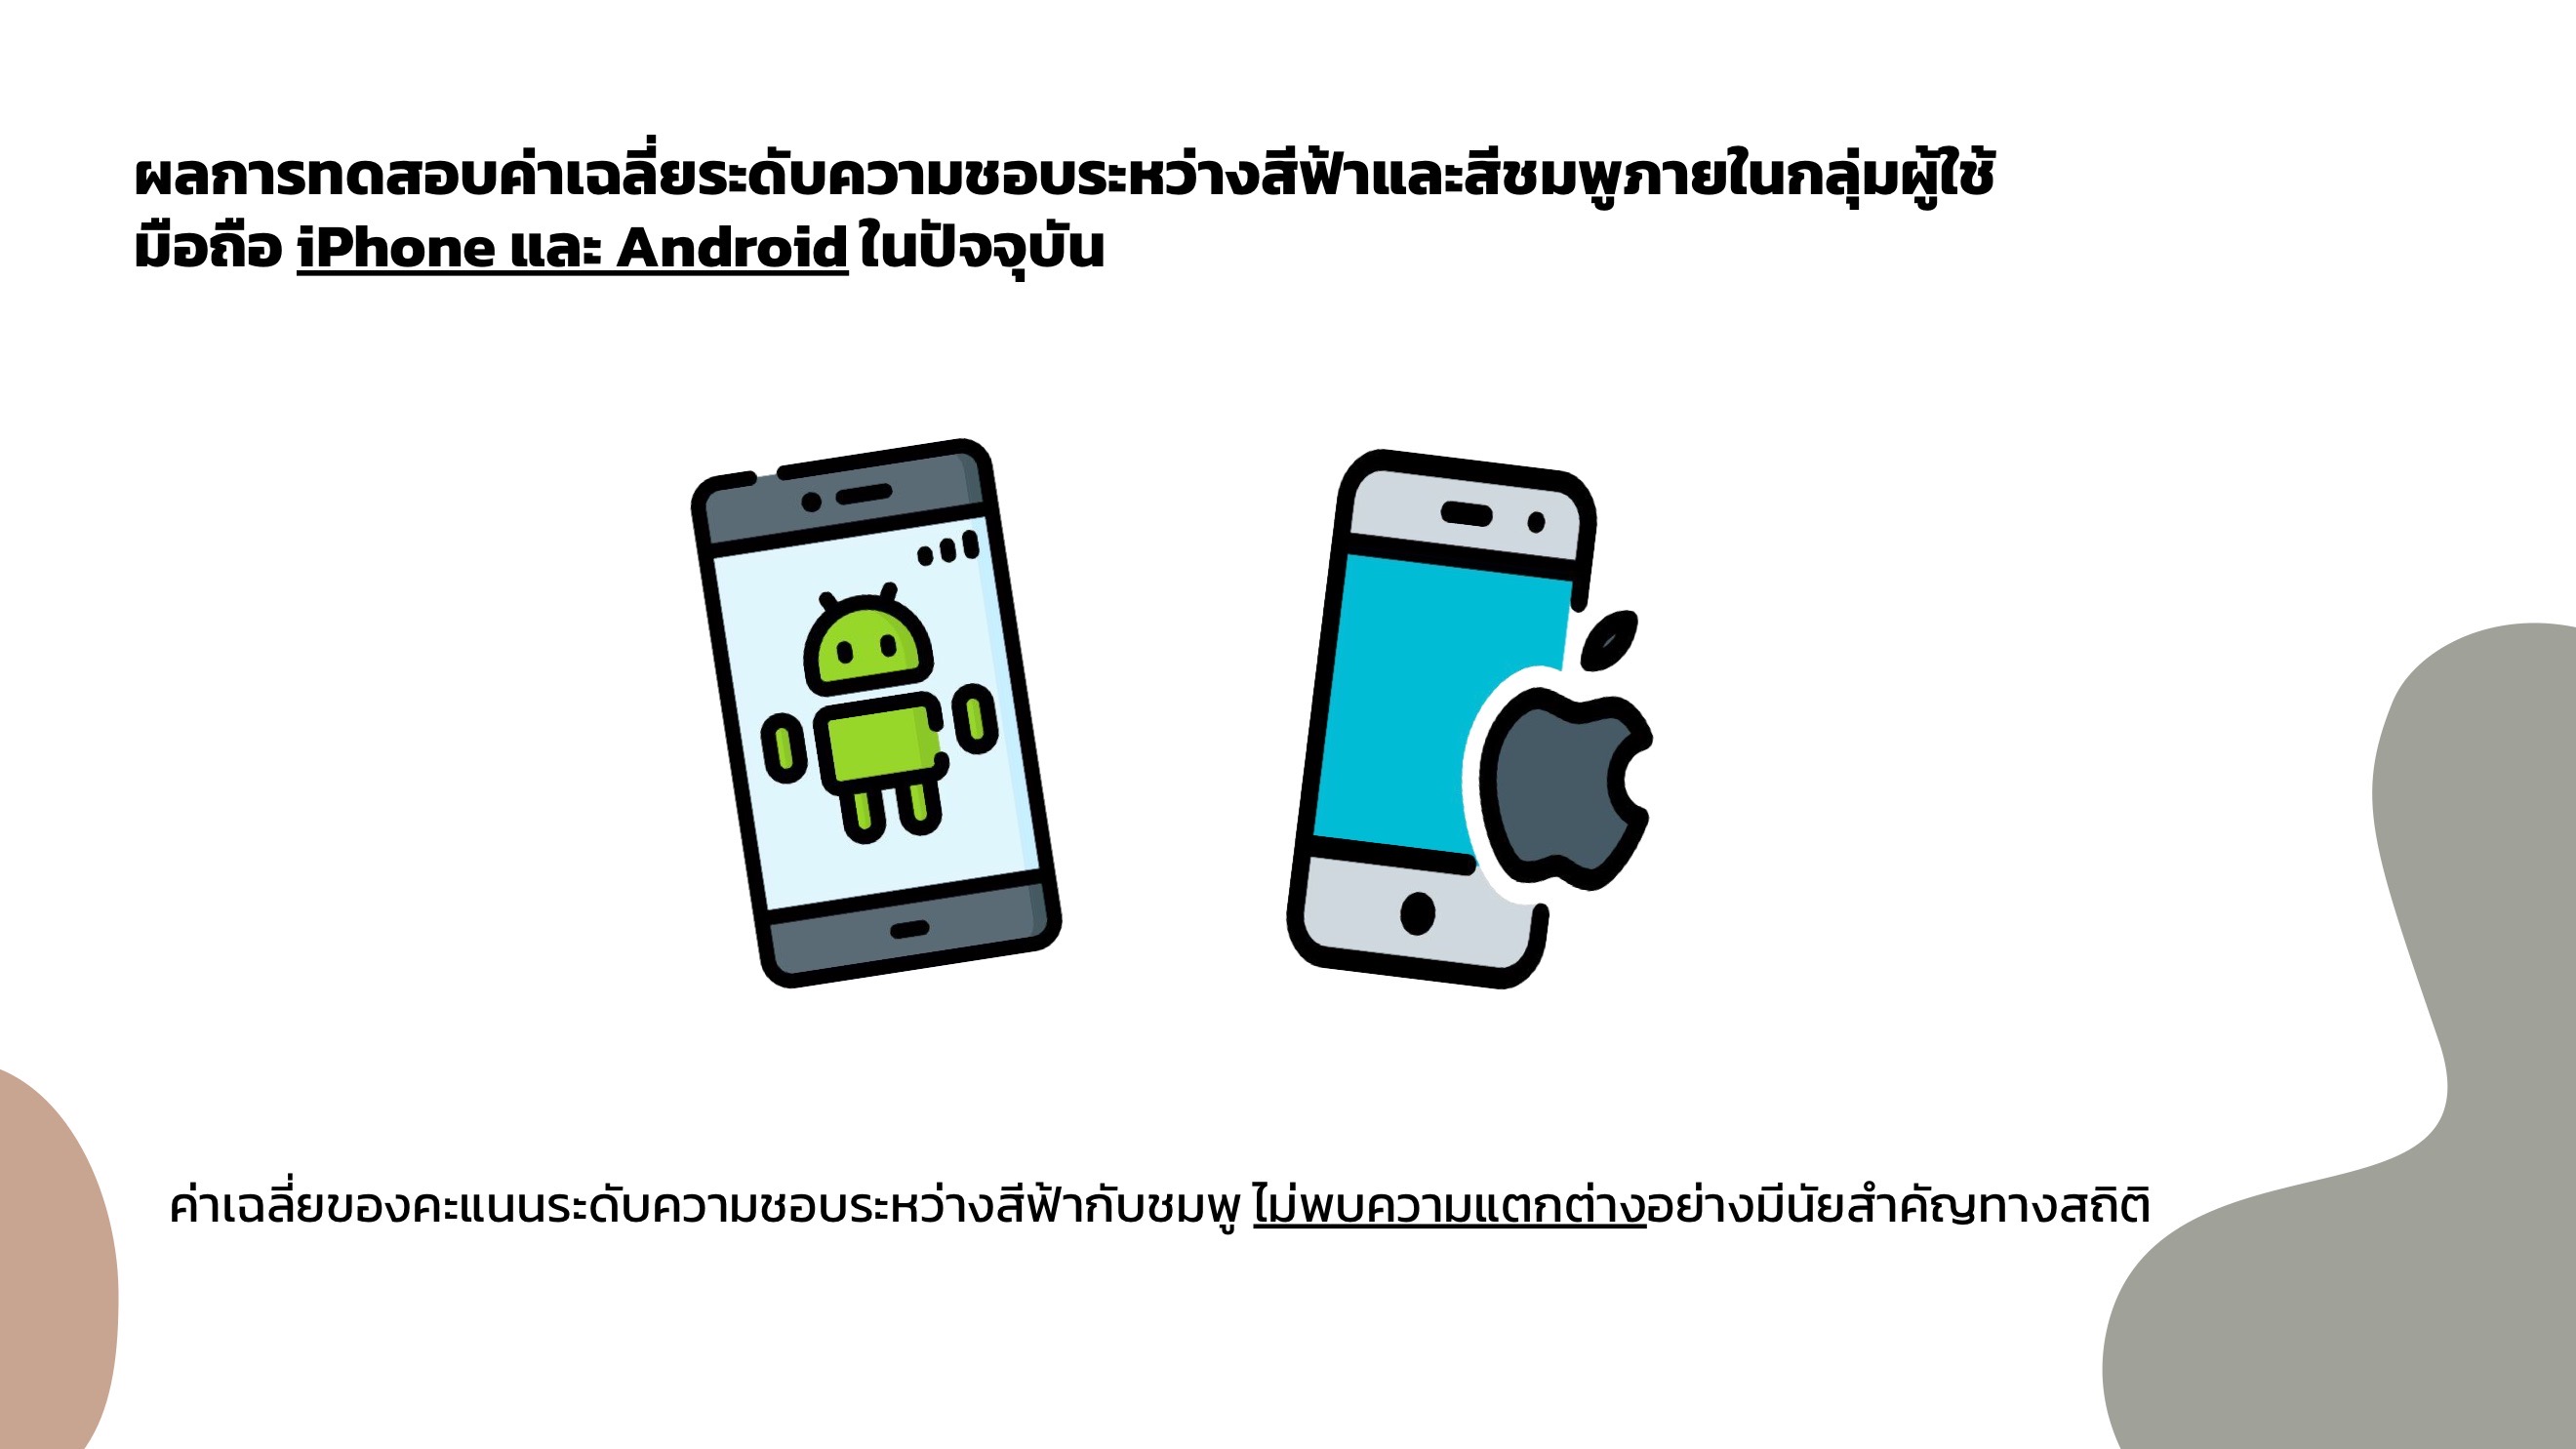 ผลการทดสอบค่าเฉลี่ยระดับความชอบระหว่างสีฟ้าและสีชมพูภายในกลุ่มผู้ใช้
มือถือ iPhone และ Android ในปัจจุบัน
ค่าเฉลี่ยของคะแนนระดับความชอบระหว่างสีฟ้ากับชมพู ไม่พบความแตกต่างอย่างมีนัยสำคัญทางสถิติ